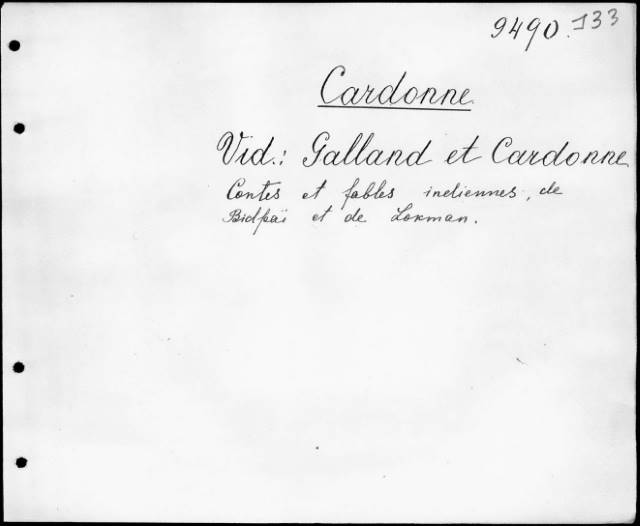 9490.133
Cardonne
Vid.: Galland et Cardonne
Contes et fables indiennes, de
Bidpaï et de Lokman.